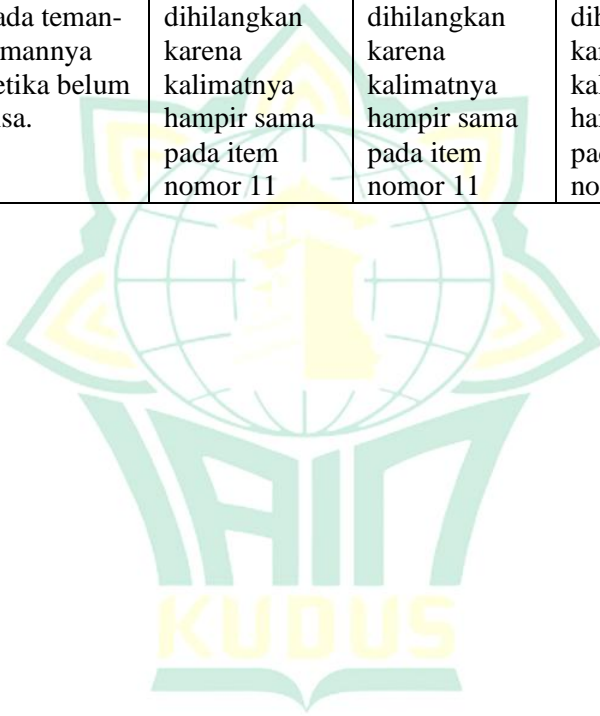 ada teman-
mannya
etika belum
sa.
dihilangkan
karena
kalimatnya
hampir sama
pada item
nomor 11
dihilangkan
karena
kalimatnya
hampir sama
pada item
nomor 11
IAIN
KUDUS